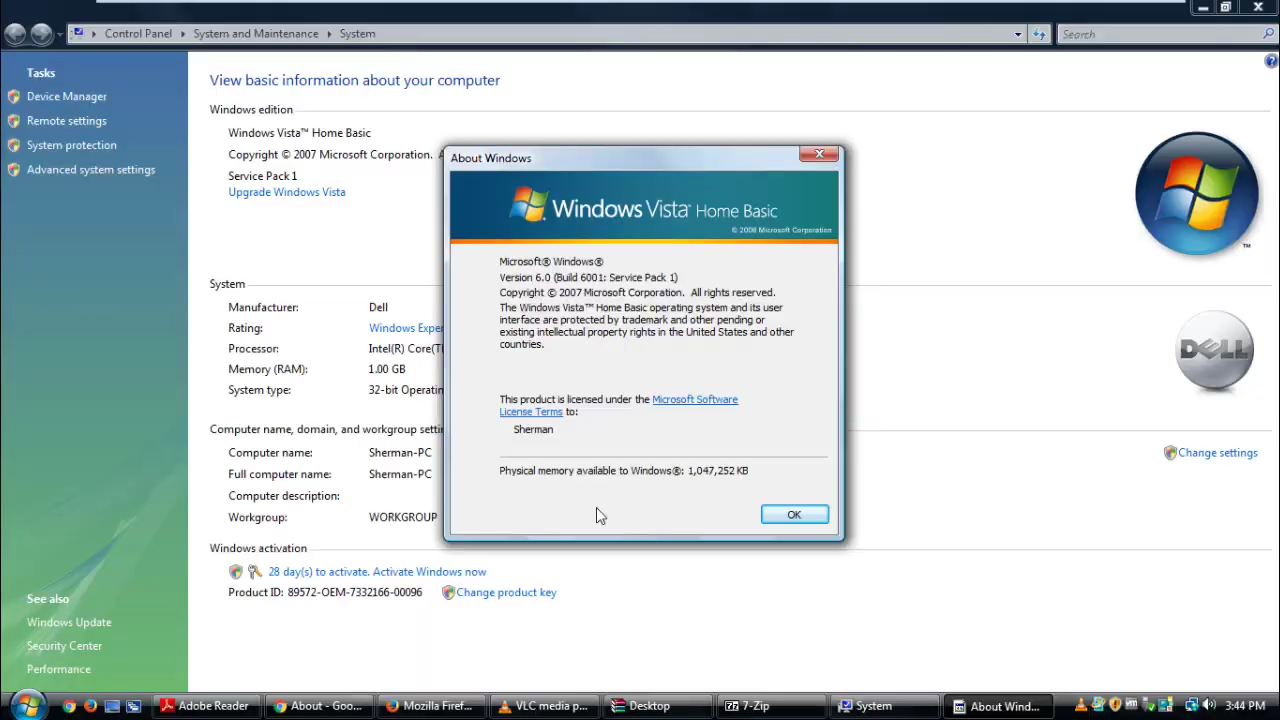 Control Panel
System and Maintenance
System
Search
Tasks
Device Manager
Remote settings
System protection
Advanced system settings
See also
Windows Update
Security Center
Performance
View basic information about your computer
Windows edition
Windows Vista™ Home Basic
Copyright © 2007 Microsoft Corporation.
Service Pack 1
Upgrade Windows Vista
™
System
Manufacturer: Dell
Rating: Windows Exper
Processor: Intel(R) Core(T
Memory (RAM): 1.00 GB
System type: 32-bit Operatin
DELL
Computer name, domain, and workgroup settin
Computer name: Sherman-PC
Change settings
Full computer name: Sherman-PC
Computer description:
Workgroup: WORKGROUP
Windows activation
28 day(s) to activate. Activate Windows now
Product ID: 89572-OEM-7332166-00096 Change product key
About Windows
Windows Vista™ Home Basic
© 2008 Microsoft Corporation
Microsoft® Windows®
Version 6.0 (Build 6001: Service Pack 1)
Copyright © 2007 Microsoft Corporation. All rights reserved.
The Windows Vista™ Home Basic operating system and its user
interface are protected by trademark and other pending or
existing intellectual property rights in the United States and other
countries.
This product is licensed under the Microsoft Software
License Terms to:
Sherman
Physical memory available to Windows®: 1,047,252 KB
OK
Adobe Reader
About - Goo...
Mozilla Firef...
VLC media p...
Desktop
7-Zip
System
About Wind...
3:44 PM